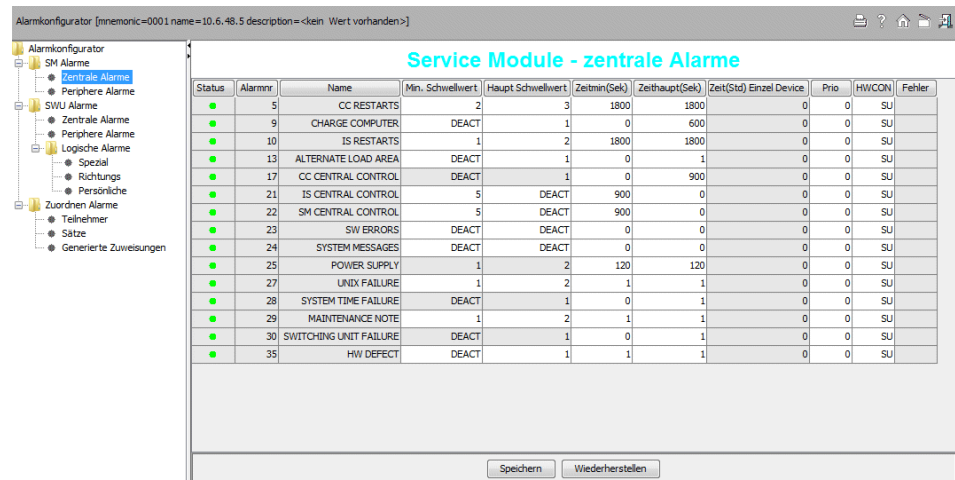 Alarmkonfigurator [mnemonic=0001 name=10.6.48.5 description=<kein Wert vorhanden>]
Alarmkonfigurator
SM Alarme
Zentrale Alarme
Periphere Alarme
SWU Alarme
Zentrale Alarme
Periphere Alarme
Logische Alarme
Spezial
Richtungs
Persönliche
Zuordnen Alarme
Teilnehmer
Sätze
Generierte Zuweisungen
Service Module - zentrale Alarme
Status Alarmnr Name Min. Schwellwert Haupt Schwellwert Zeitmin(Sek) Zeithaupt(Sek) Zeit(Std) Einzel Device Prio HWCON Fehler
5 CC RESTARTS 2 3 1800 1800 0 0 SU
9 CHARGE COMPUTER DEACT 1 0 600 0 0 SU
10 IS RESTARTS 1 2 1800 1800 0 0 SU
13 ALTERNATE LOAD AREA DEACT 1 0 1 0 0 SU
17 CC CENTRAL CONTROL DEACT 1 0 900 0 0 SU
21 IS CENTRAL CONTROL 5 DEACT 900 0 0 0 SU
22 SM CENTRAL CONTROL 5 DEACT 900 0 0 0 SU
23 SW ERRORS DEACT DEACT 0 0 0 0 SU
24 SYSTEM MESSAGES DEACT DEACT 0 0 0 0 SU
25 POWER SUPPLY 1 2 120 120 0 0 SU
27 UNIX FAILURE 1 2 1 1 0 0 SU
28 SYSTEM TIME FAILURE DEACT 1 0 1 0 0 SU
29 MAINTENANCE NOTE 1 2 1 1 0 0 SU
30 SWITCHING UNIT FAILURE DEACT 1 0 1 0 0 SU
35 HW DEFECT DEACT 1 1 1 0 0 SU
Speichern Wiederherstellen